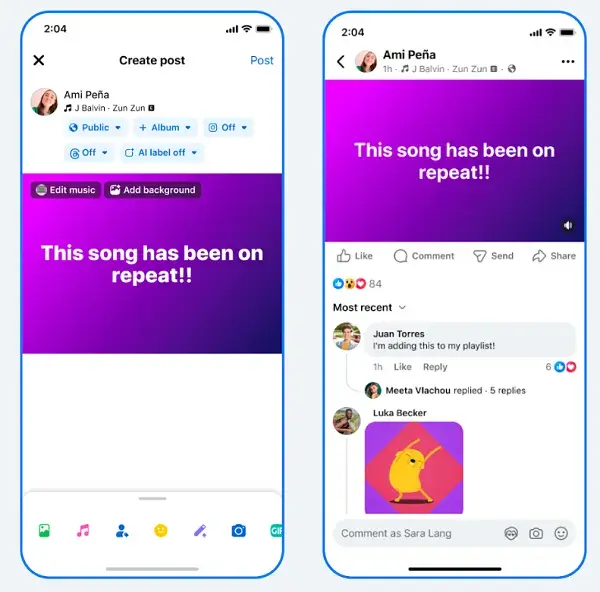 2:04
Create post
Post
Ami Peña
J Balvin · Zun Zun E
Public
+ Album
Off
Off
AI label off
Edit music
Add background
This song has been on
repeat!!
GIF
2:04
Ami Peña
1h · J Balvin · Zun Zun E ·
This song has been on
repeat!!
Like
Comment
Send
Share
84
Most recent
Juan Torres
I'm adding this to my playlist!
1h Like Reply 6
Meeta Vlachou replied · 5 replies
Luka Becker
Comment as Sara Lang